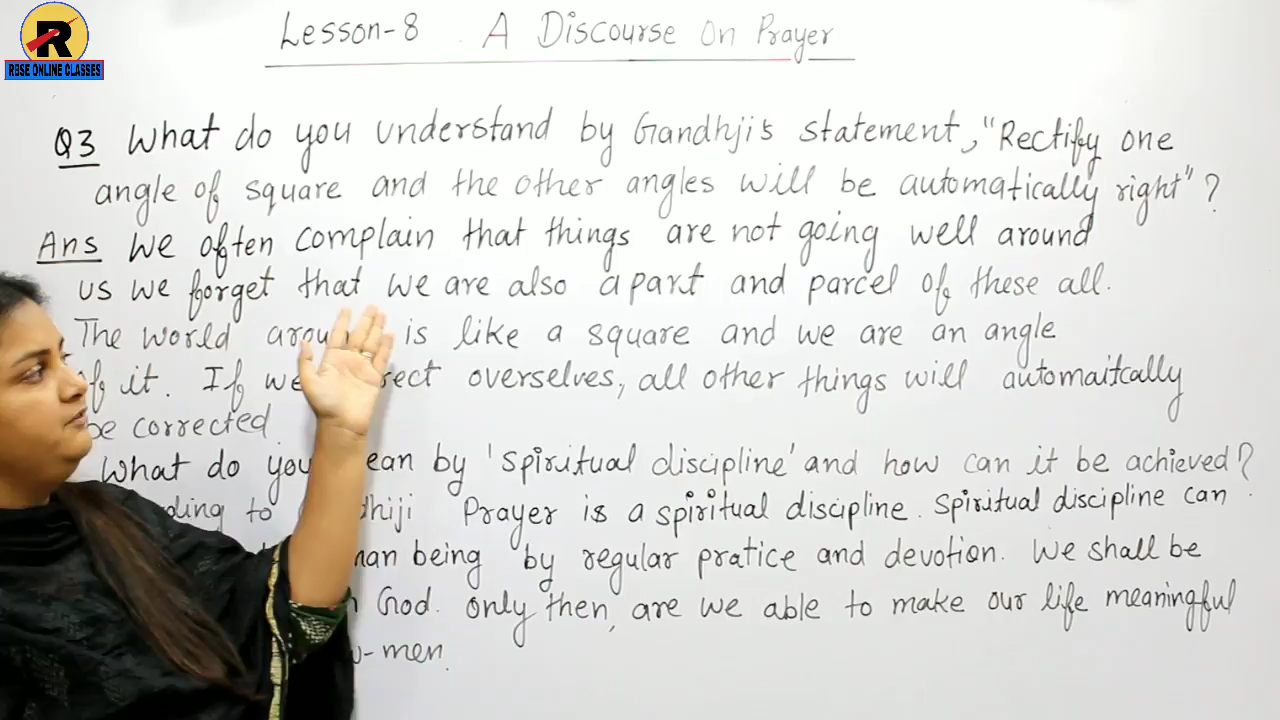 R
RBSE ONLINE CLASSES
Lesson-8 A Discourse On Prayer
Q3 What do you understand by Gandhji's statement, "Rectify one
angle of square and the other angles will be automatically right"?
Ans We often complain that things are not going well around
us we forget that we are also a part and parcel of these all.
The world is like a square and we are an angle
of it. If we overselves, all other things will automaitcally
be corrected
What do you by 'spiritual discipline' and how can it be achieved?
to Prayer is a spiritual discipline. Spiritual discipline can
being by regular pratice and devotion. We shall be
God. only then, are we able to make our life meaningful
men.